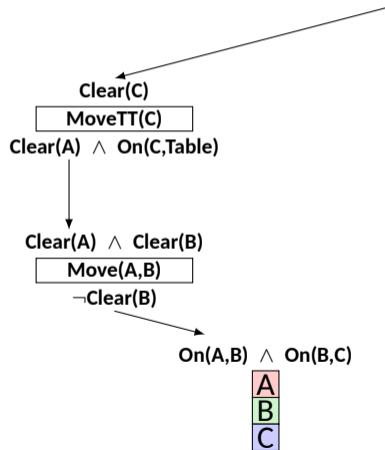 Clear(C)
MoveTT(C)
Clear(A) ∧ On(C,Table)
Clear(A) ∧ Clear(B)
Move(A,B)
¬Clear(B)
On(A,B) ∧ On(B,C)
A
B
C